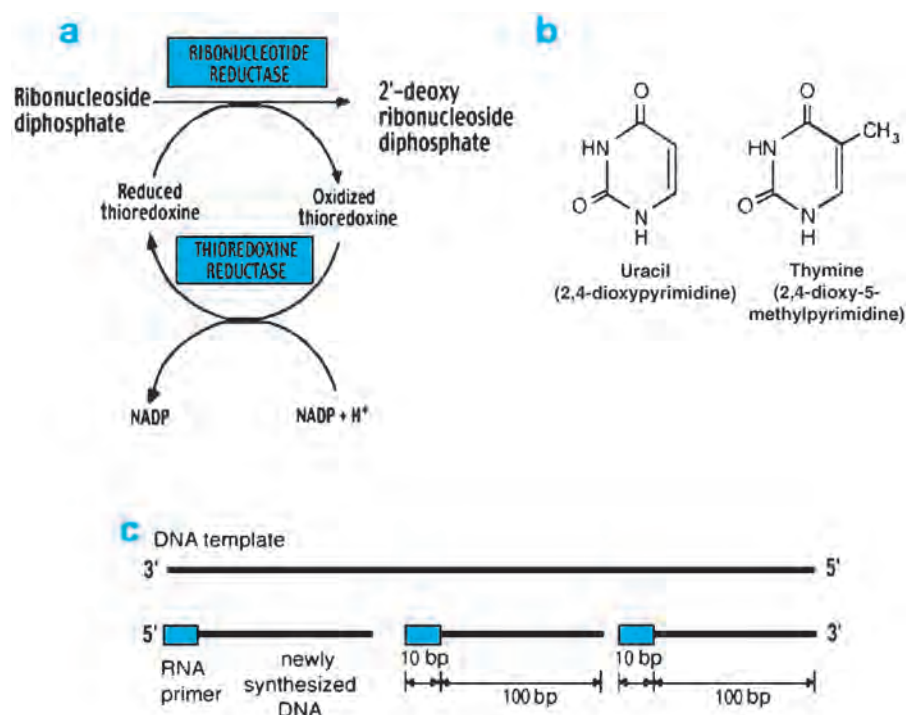 a
RIBONUCLEOTIDE
REDUCTASE
Ribonucleoside
diphosphate
2'-deoxy
ribonucleoside
diphosphate
Reduced
thioredoxine
Oxidized
thioredoxine
THIOREDOXINE
REDUCTASE
NADP
NADP + H⁺
b
O
HN
O
N
H
O
CH₃
HN
O
N
H
Uracil
(2,4-dioxypyrimidine)
Thymine
(2,4-dioxy-5-
methylpyrimidine)
c
DNA template
3'
5'
5'
3'
RNA
primer
newly
synthesized
DNA
10 bp
100 bp
10 bp
100 bp